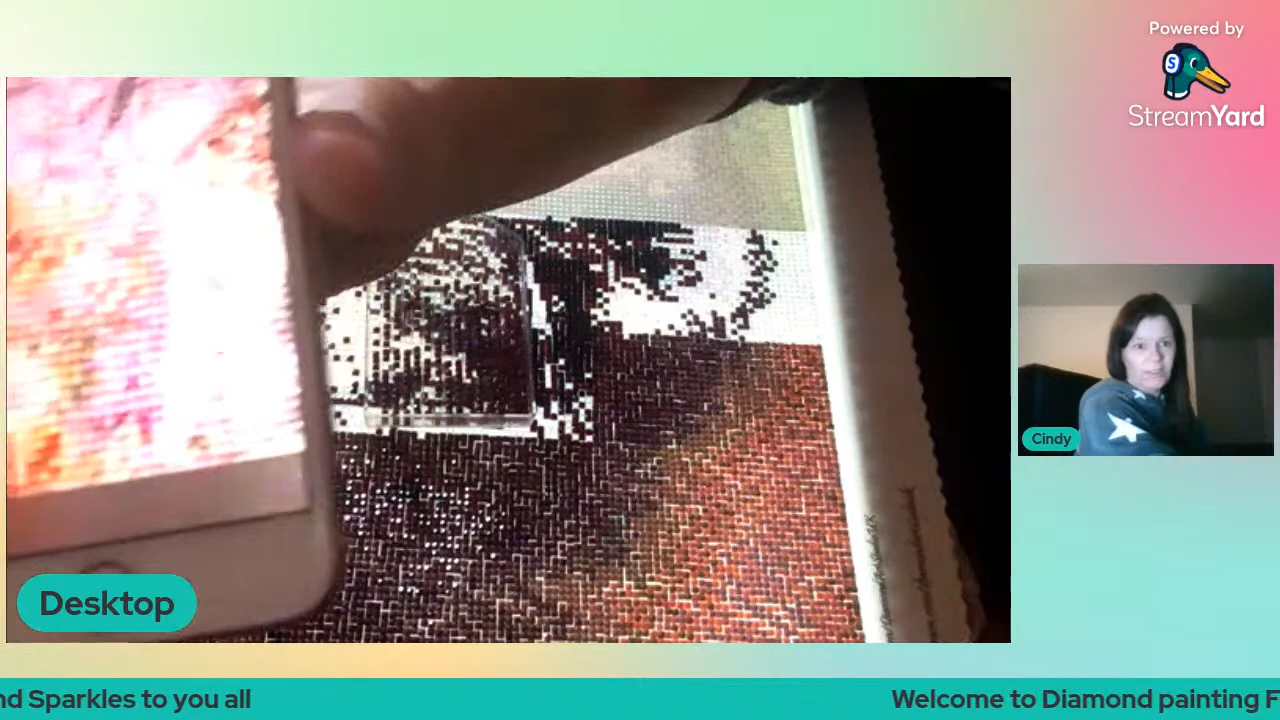 Powered by
StreamYard
Cindy
Desktop
nd Sparkles to you all
Welcome to Diamond painting F